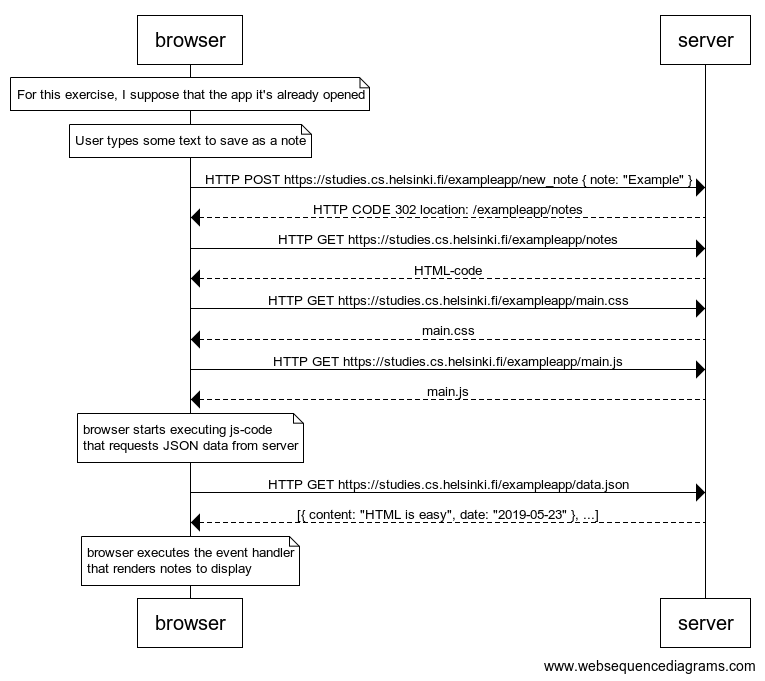 browser
server
For this exercise, I suppose that the app it's already opened
User types some text to save as a note
HTTP POST https://studies.cs.helsinki.fi/exampleapp/new_note { note: "Example" }
HTTP CODE 302 location: /exampleapp/notes
HTTP GET https://studies.cs.helsinki.fi/exampleapp/notes
HTML-code
HTTP GET https://studies.cs.helsinki.fi/exampleapp/main.css
main.css
HTTP GET https://studies.cs.helsinki.fi/exampleapp/main.js
main.js
browser starts executing js-code
that requests JSON data from server
HTTP GET https://studies.cs.helsinki.fi/exampleapp/data.json
[{ content: "HTML is easy", date: "2019-05-23" }, ...]
browser executes the event handler
that renders notes to display
browser
server
www.websequencediagrams.com